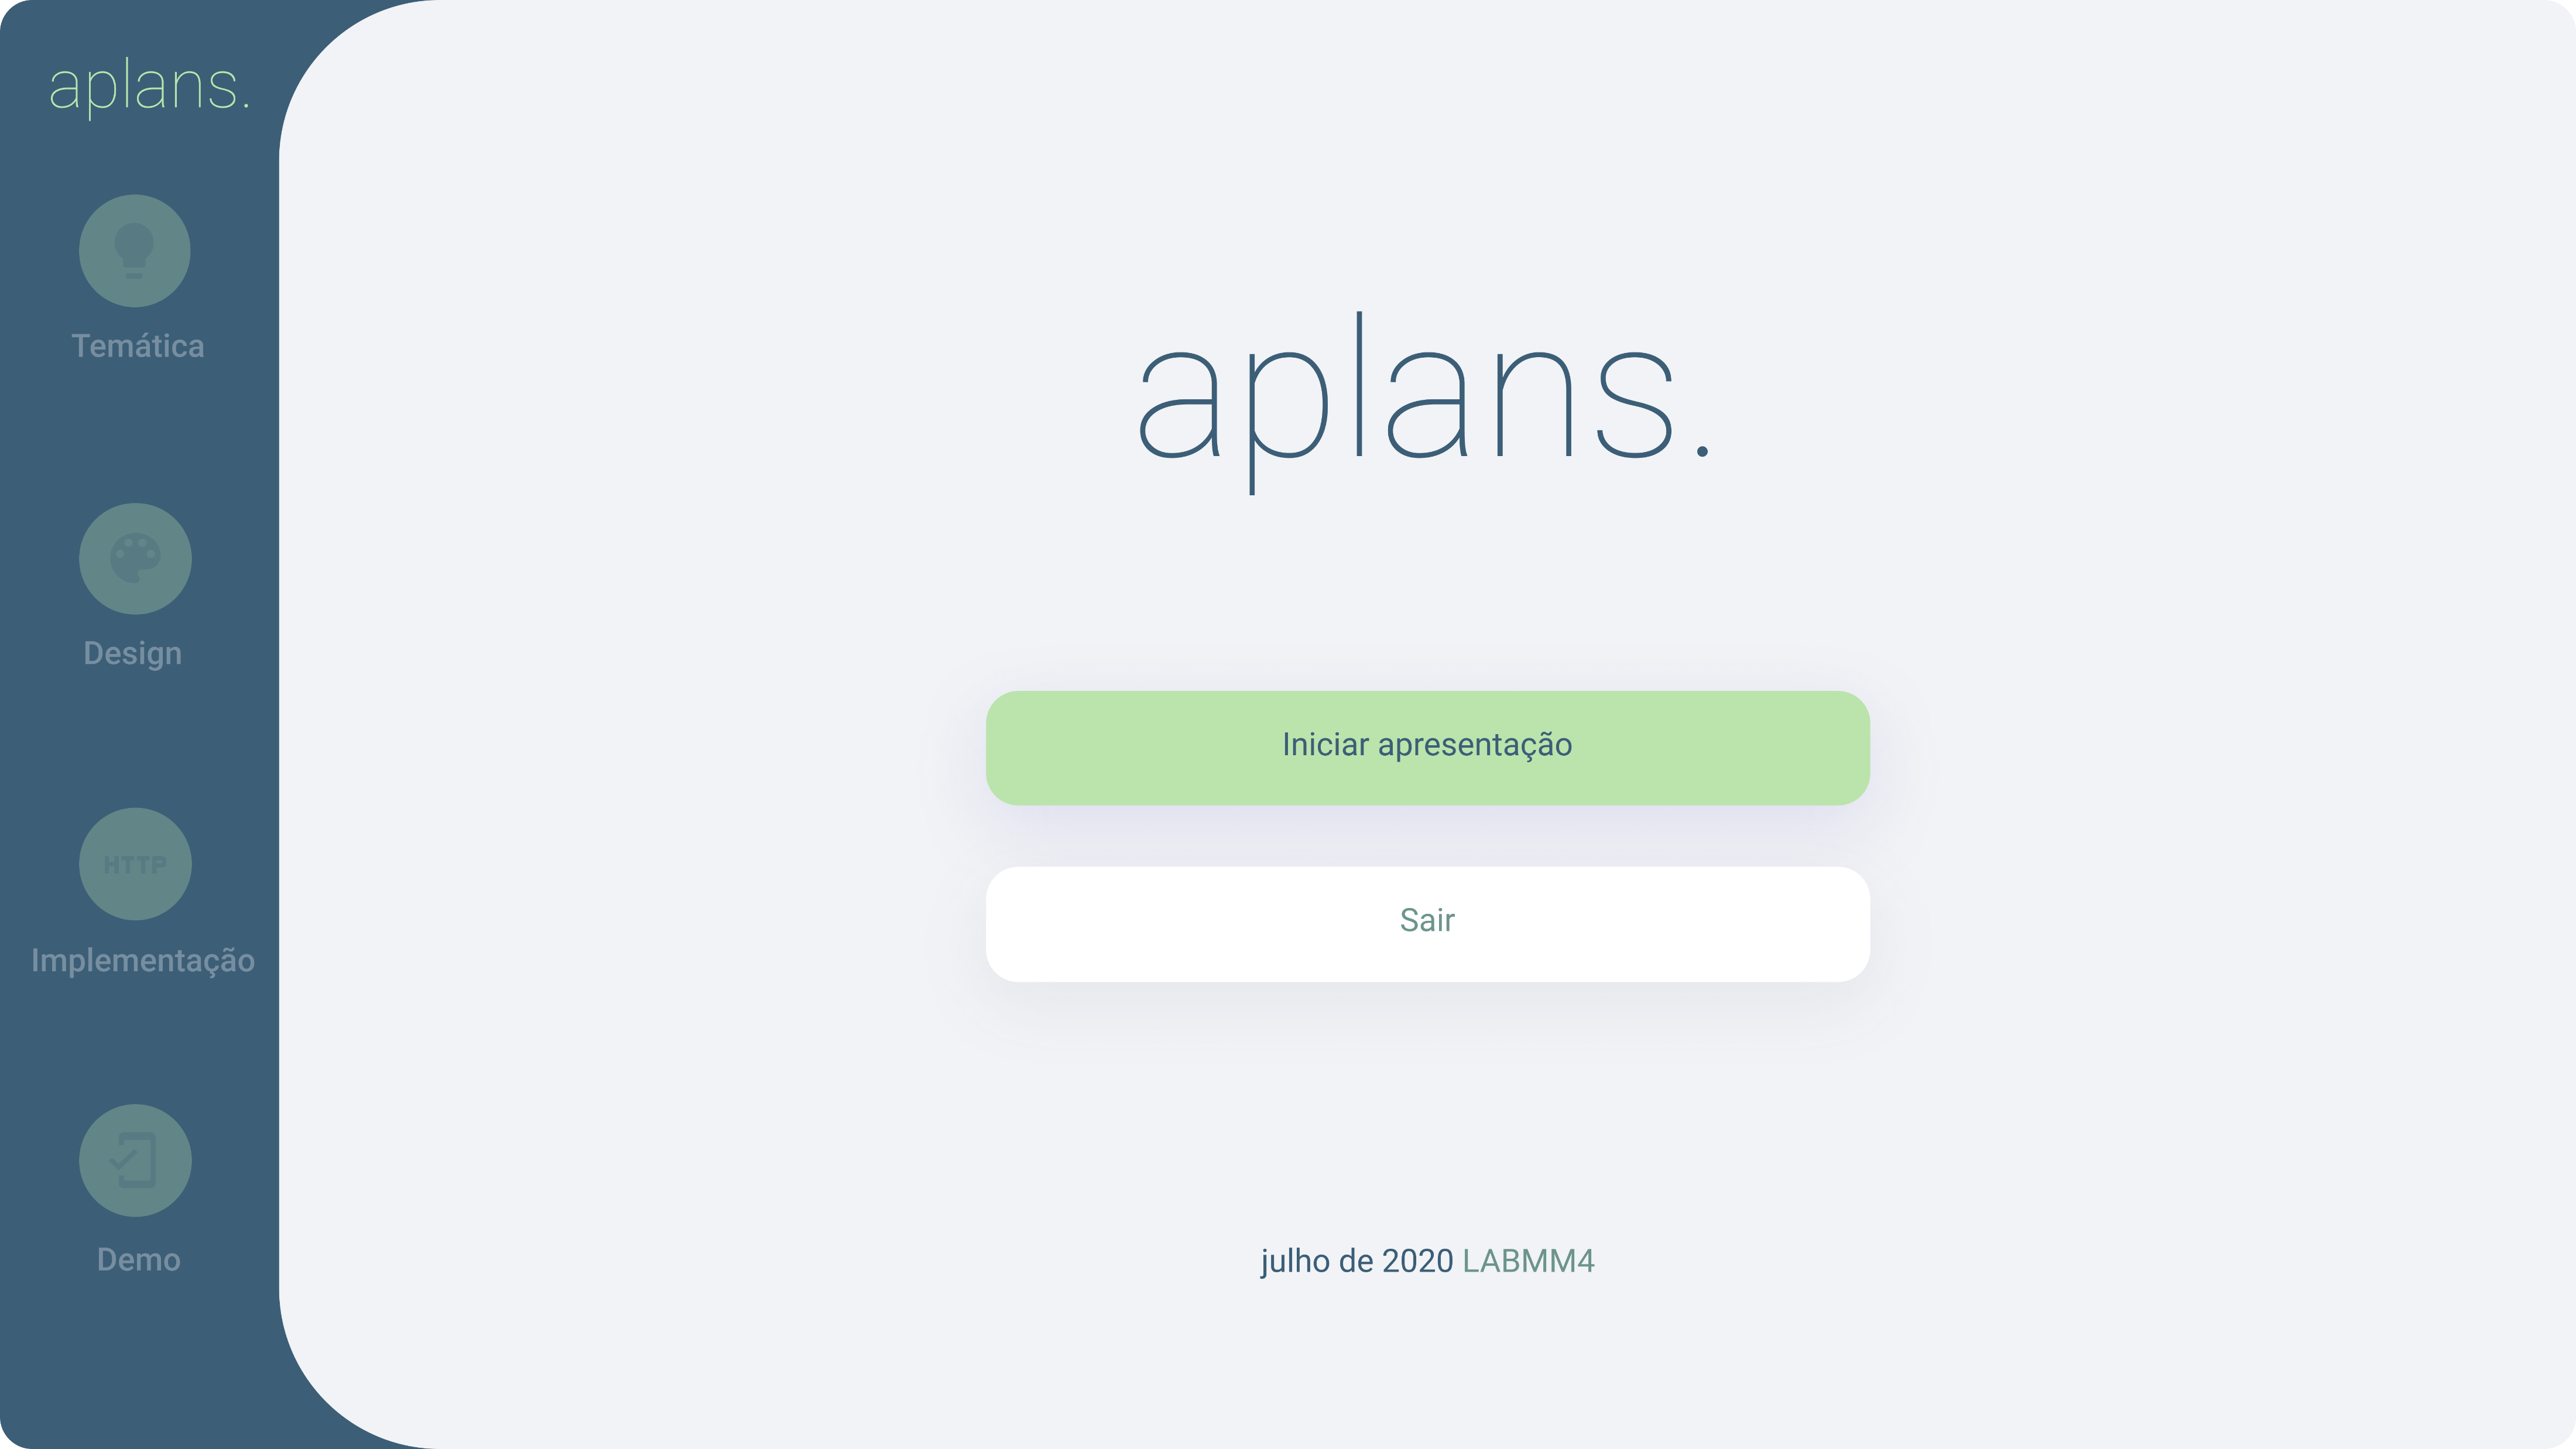 aplans.
Temática
Design
HTTP
Implementação
Demo
aplans.
Iniciar apresentação
Sair
julho de 2020 LABMM4